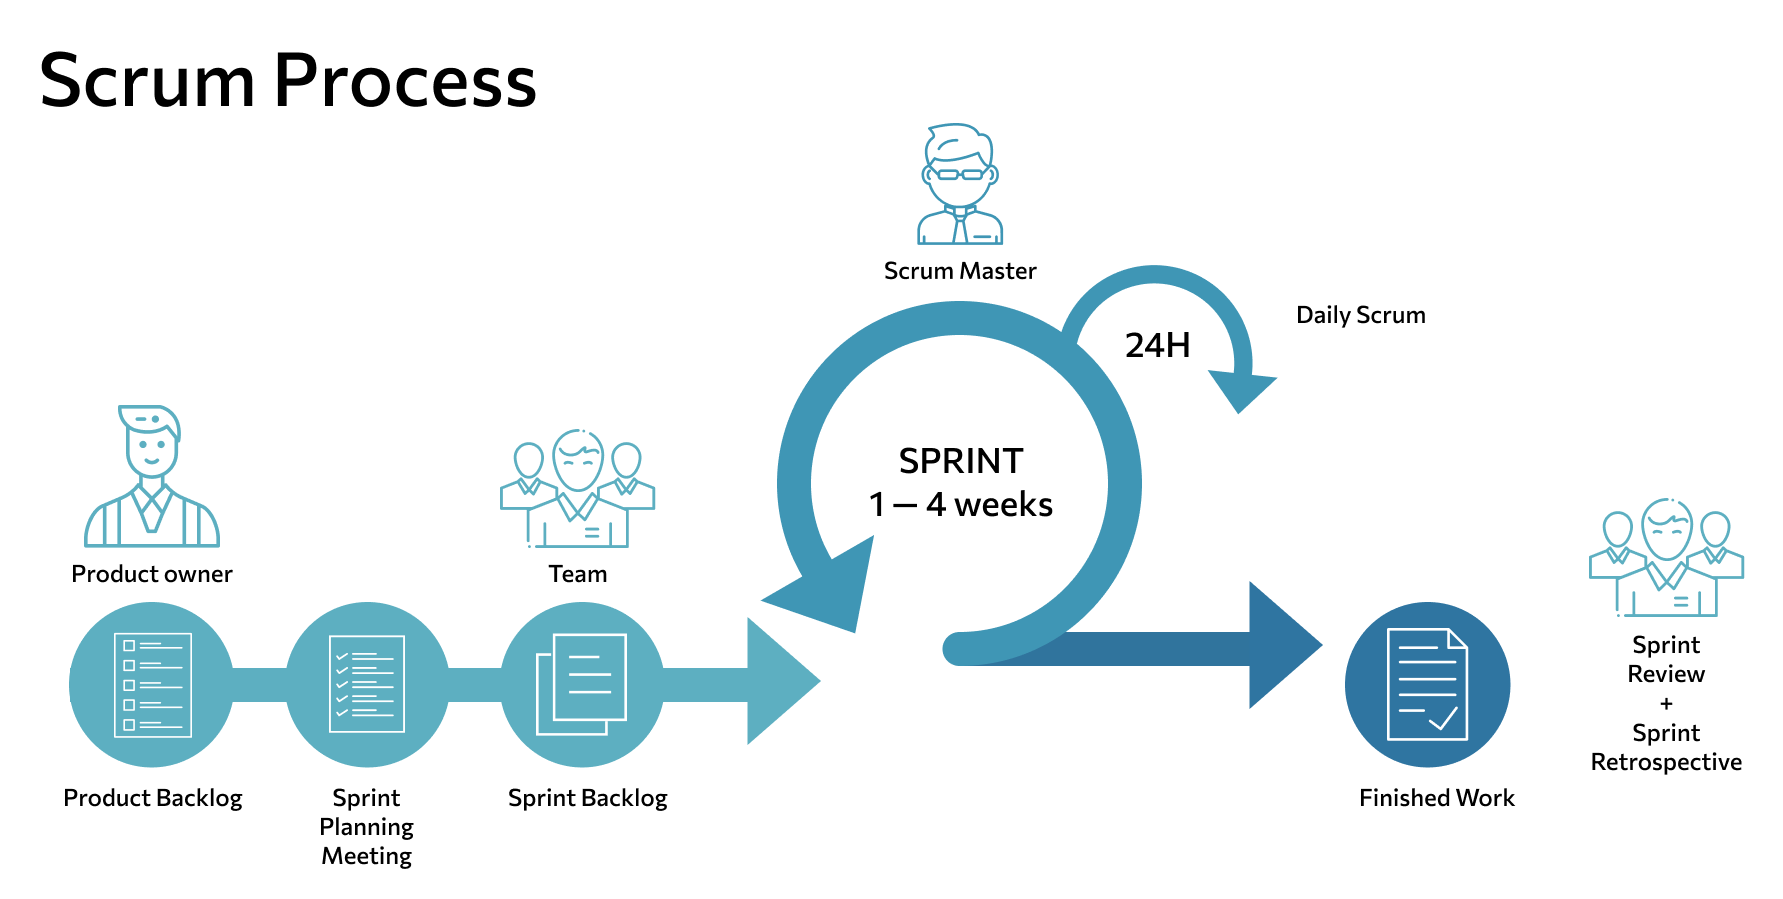 Scrum Process
Scrum Master
Daily Scrum
24H
SPRINT
1 – 4 weeks
Product owner
Team
Product Backlog
Sprint
Planning
Meeting
Sprint Backlog
Finished Work
Sprint
Review
+
Sprint
Retrospective